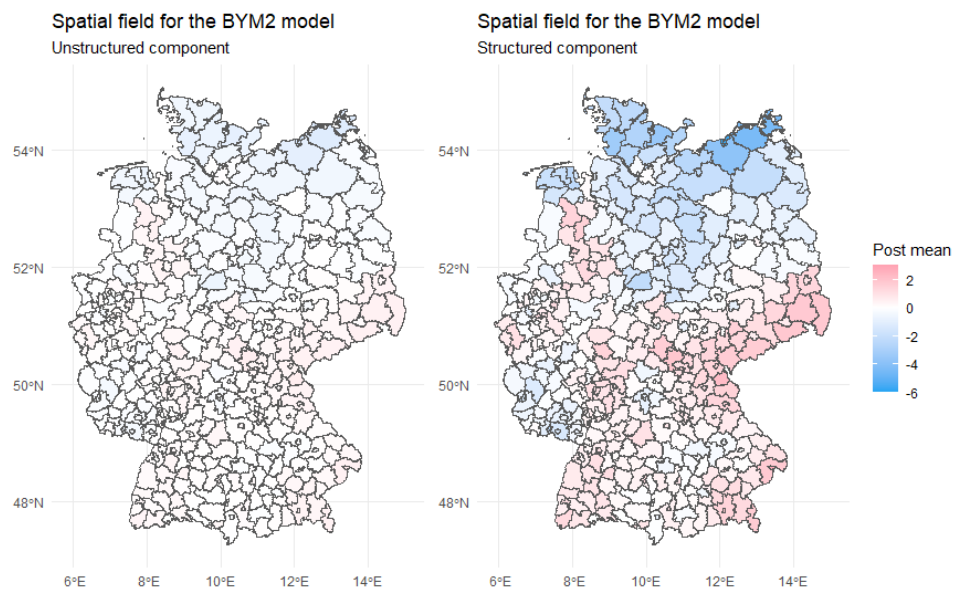 Spatial field for the BYM2 model
Unstructured component
54°N
52°N
50°N
48°N
6°E
8°E
10°E
12°E
14°E
Spatial field for the BYM2 model
Structured component
54°N
52°N
50°N
48°N
6°E
8°E
10°E
12°E
14°E
Post mean
2
0
-2
-4
-6